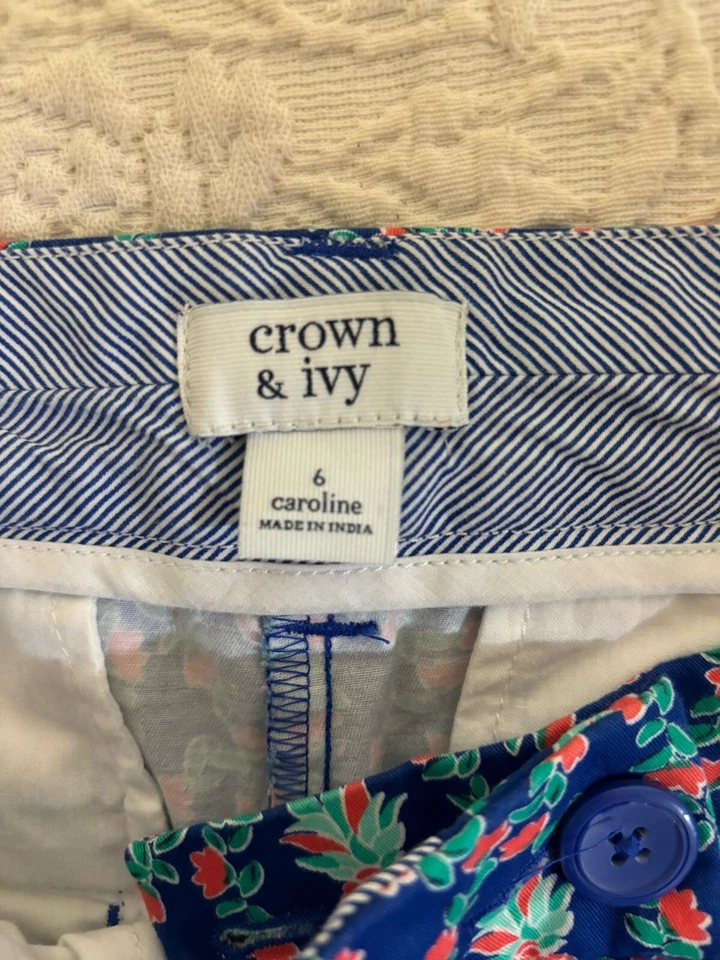 crown
& ivy
6
caroline
MADE IN INDIA